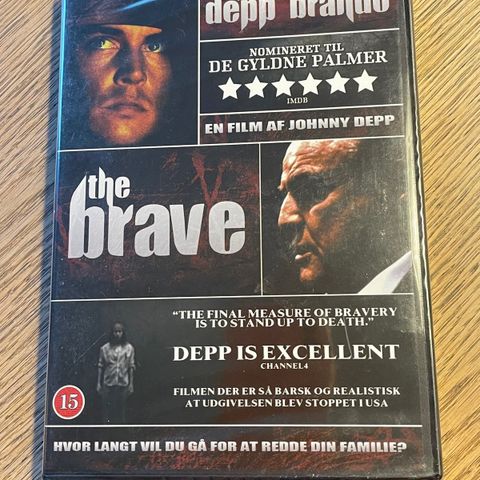 depp brando
NOMINERET TIL
DE GYLDNE PALMER
IMDB
EN FILM AF JOHNNY DEPP
the
brave
"THE FINAL MEASURE OF BRAVERY
IS TO STAND UP TO DEATH."
DEPP IS EXCELLENT
CHANNEL4
FILMEN DER ER SÅ BARSK OG REALISTISK
AT UDGIVELSEN BLEV STOPPET I USA
15
HVOR LANGT VIL DU GÅ FOR AT REDDE DIN FAMILIE?